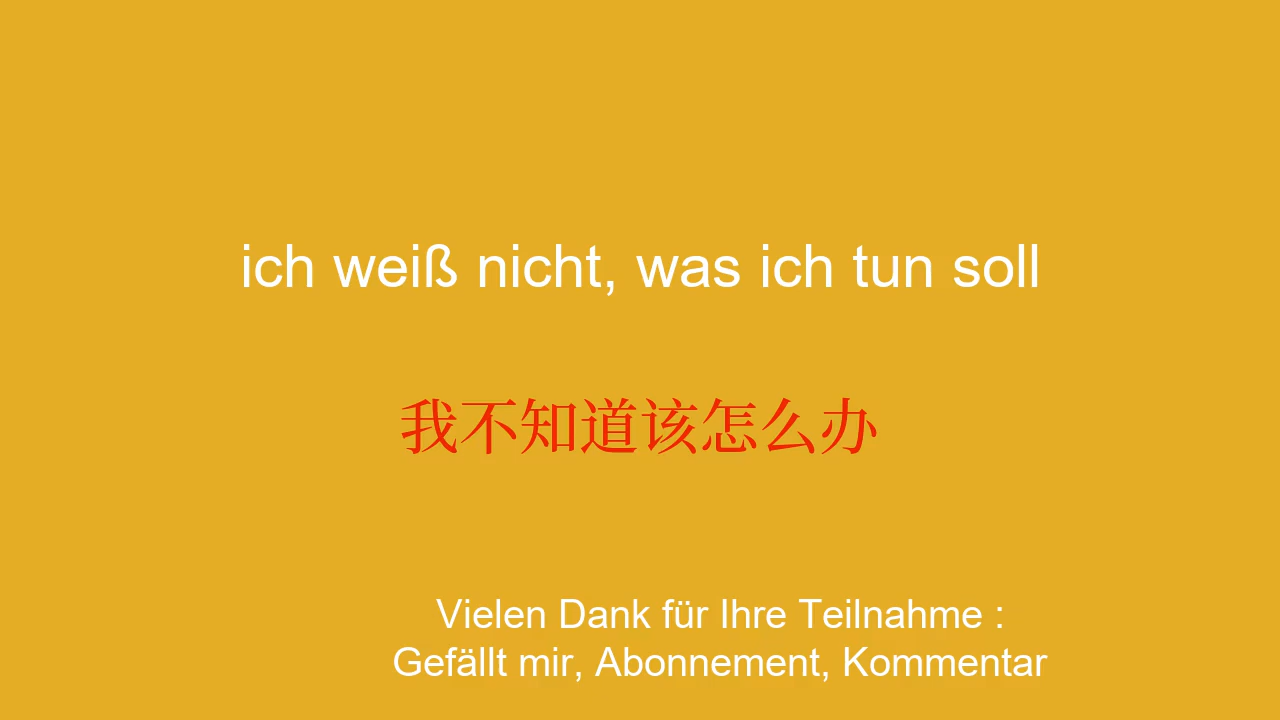 ich weiß nicht, was ich tun soll
我不知道该怎么办
Vielen Dank für Ihre Teilnahme :
Gefällt mir, Abonnement, Kommentar